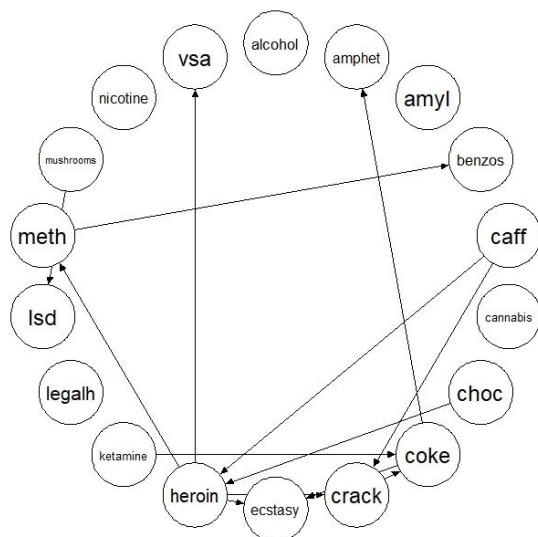 alcohol
vsa
amphet
nicotine
amyl
mushrooms
benzos
meth
caff
lsd
cannabis
legalh
choc
ketamine
coke
heroin
crack
ecstasy